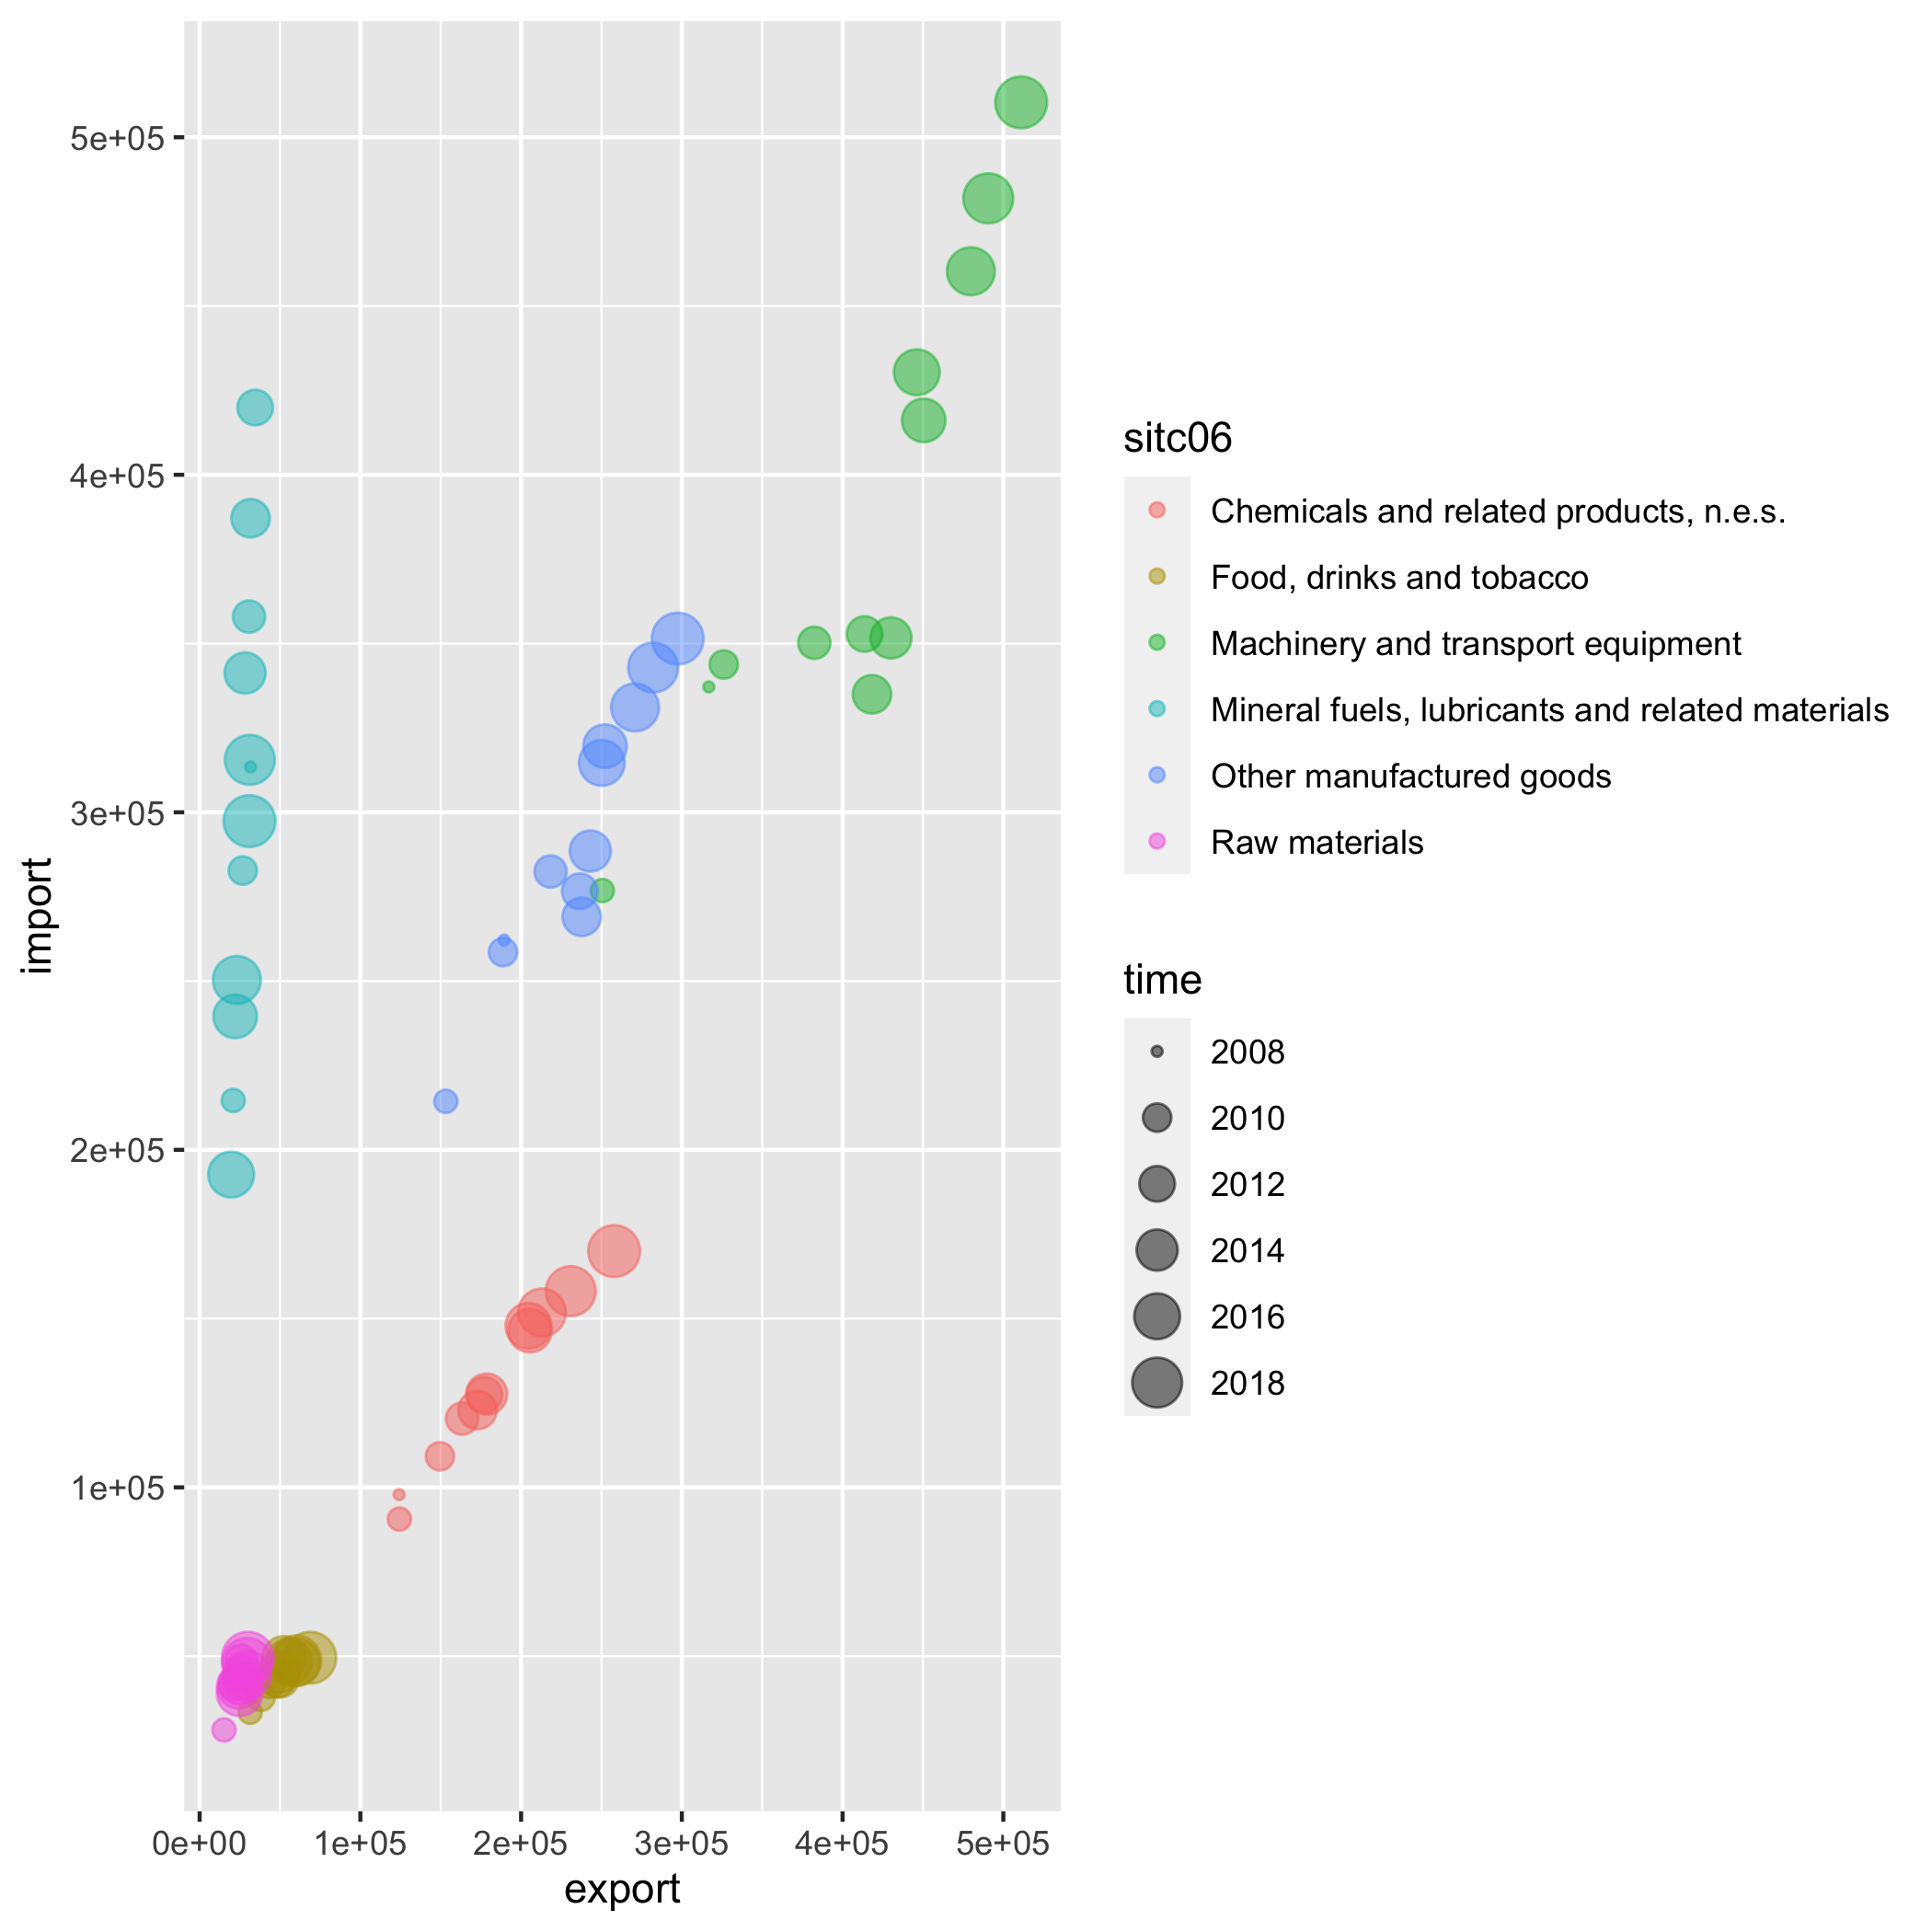 5e+05
4e+05
3e+05
2e+05
1e+05
import
0e+00 1e+05 2e+05 3e+05 4e+05 5e+05
export
sitc06
Chemicals and related products, n.e.s.
Food, drinks and tobacco
Machinery and transport equipment
Mineral fuels, lubricants and related materials
Other manufactured goods
Raw materials
time
2008
2010
2012
2014
2016
2018